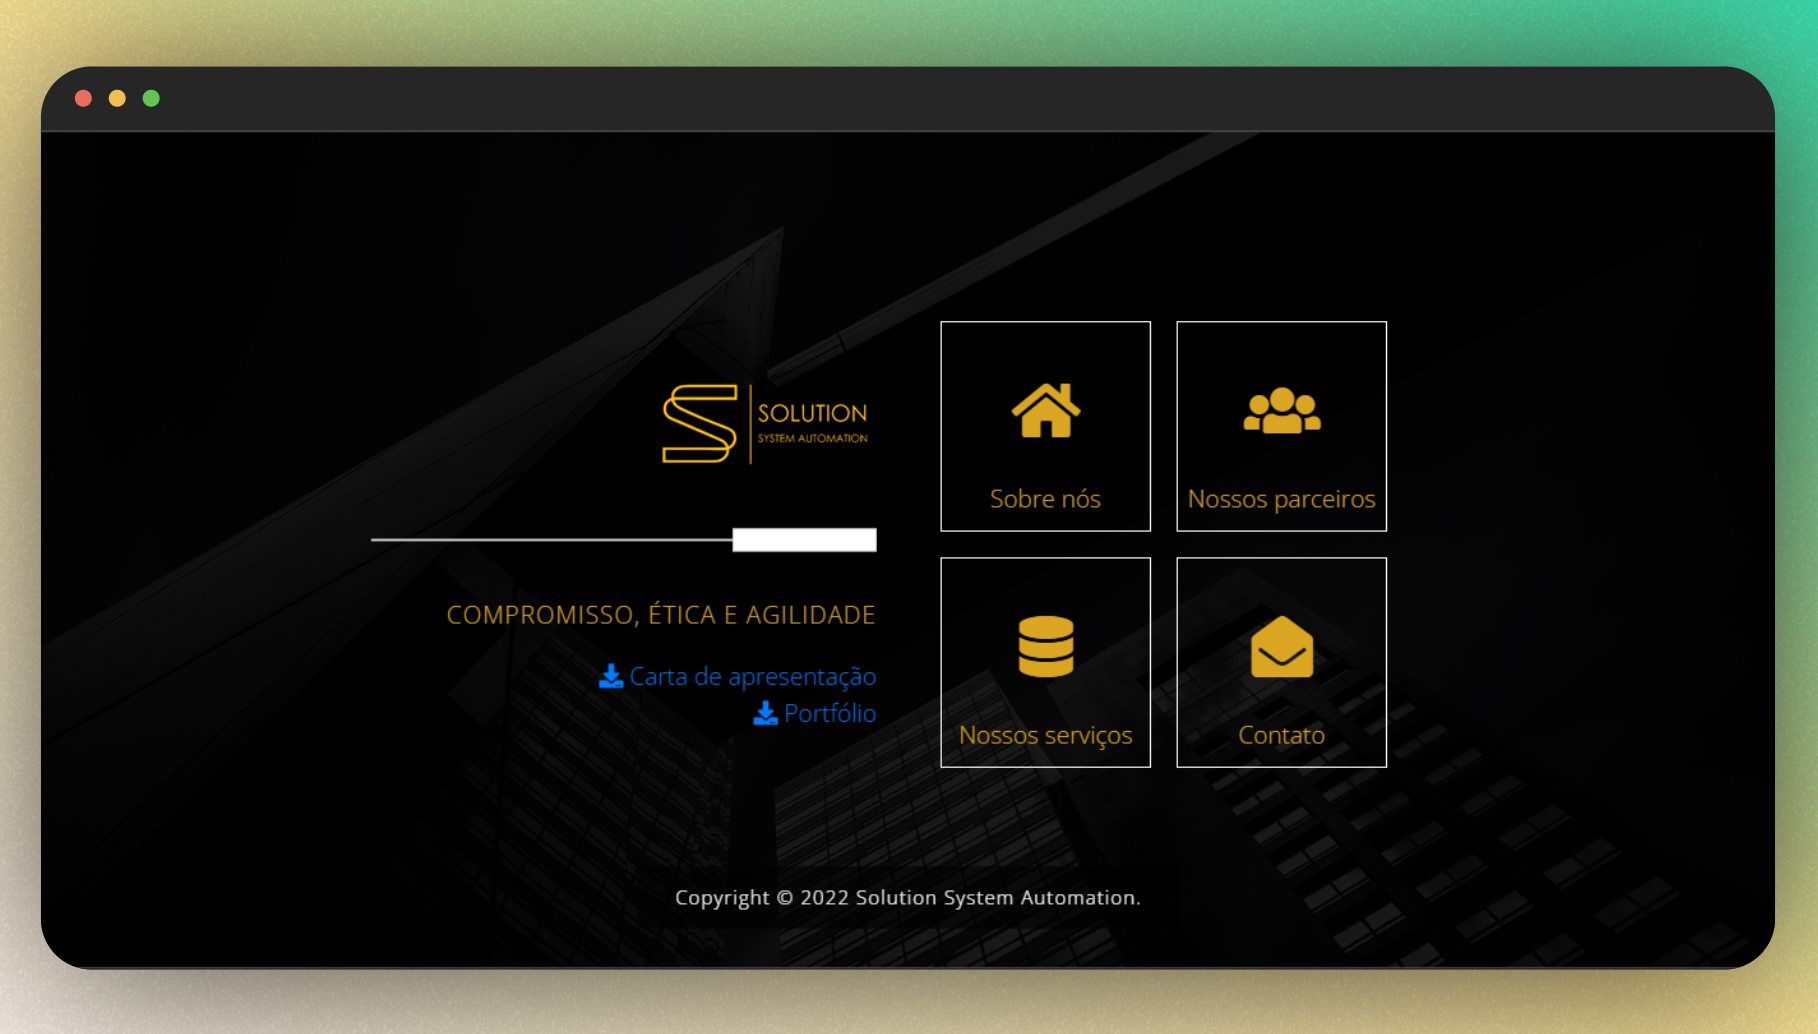 SOLUTION
SYSTEM AUTOMATION
COMPROMISSO, ÉTICA E AGILIDADE
Carta de apresentação
Portfólio
Sobre nós
Nossos parceiros
Nossos serviços
Contato
Copyright © 2022 Solution System Automation.